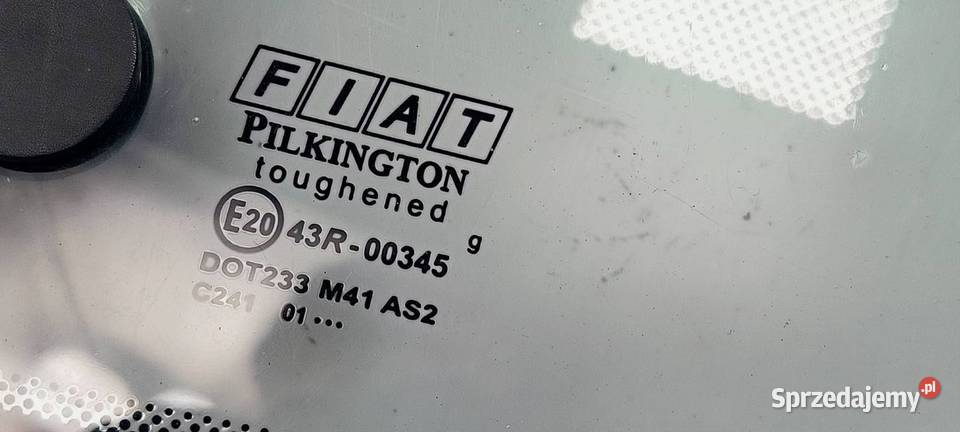 FIAT
PILKINGTON
toughened
E20 43R-00345 g
DOT233 M41 AS2
C241 01...
Sprzedajemy.pl